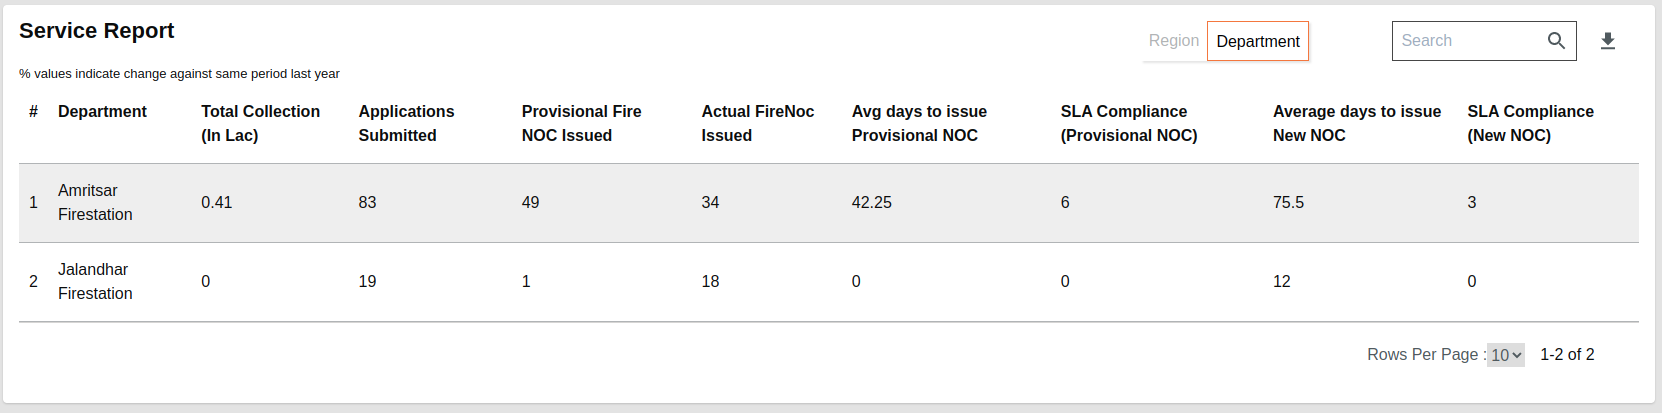 Service Report
Region Department
Search
% values indicate change against same period last year
# Department Total Collection (In Lac) Applications Submitted Provisional Fire NOC Issued Actual FireNoc Issued Avg days to issue Provisional NOC SLA Compliance (Provisional NOC) Average days to issue New NOC SLA Compliance (New NOC)
1 Amritsar Firestation 0.41 83 49 34 42.25 6 75.5 3
2 Jalandhar Firestation 0 19 1 18 0 0 12 0
Rows Per Page : 10 1-2 of 2